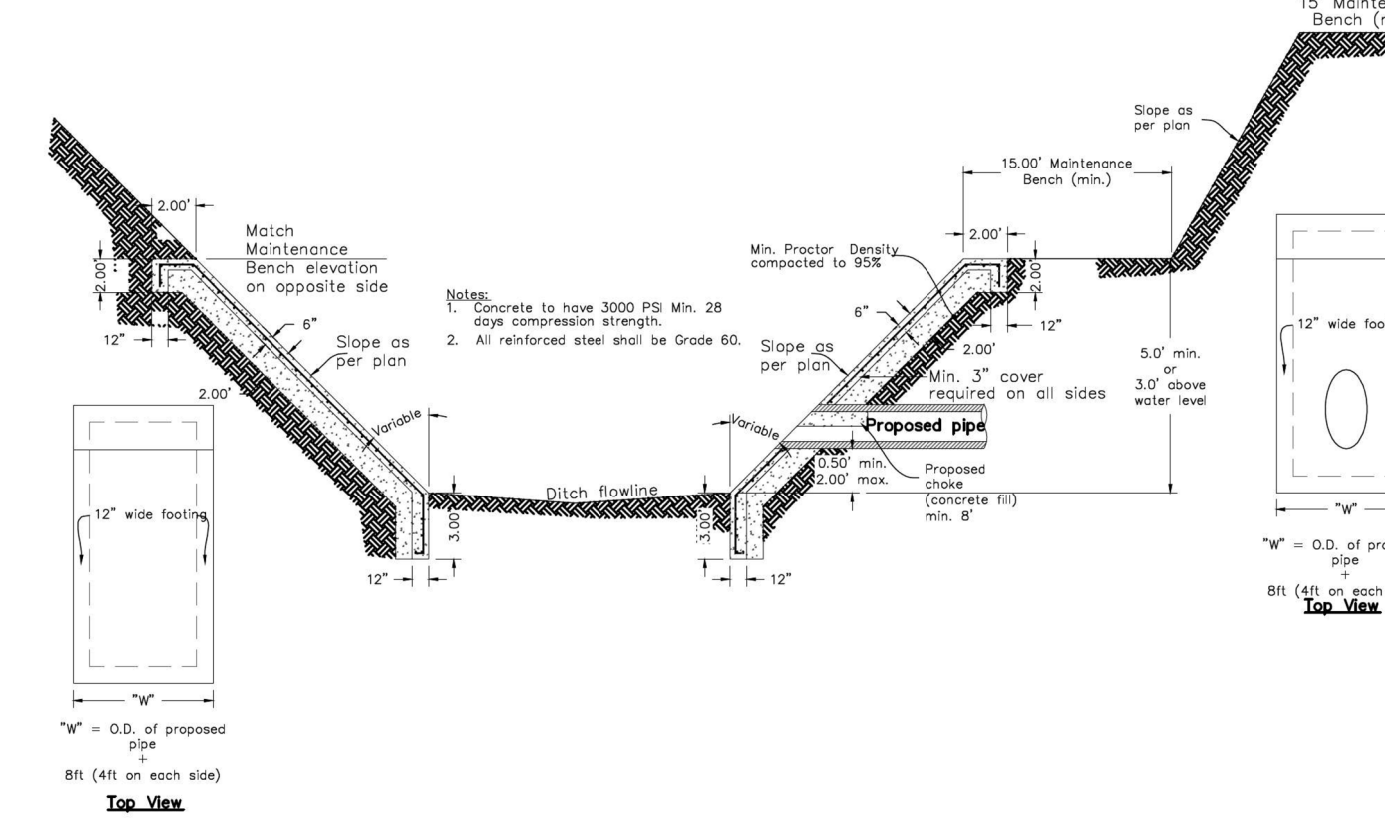 15' Mainte
Bench (m
Slope as
per plan
15.00' Maintenance
Bench (min.)
2.00'
Match
Maintenance
Bench elevation
on opposite side
2.00'
12"
6"
Slope as
per plan
2.00'
Variable
Notes:
1. Concrete to have 3000 PSI Min. 28
days compression strength.
2. All reinforced steel shall be Grade 60.
Min. Proctor Density
compacted to 95%
2.00'
2.00'
12"
6"
2.00'
Slope as
per plan
Min. 3" cover
required on all sides
Variable
Proposed pipe
0.50' min.
2.00' max.
Proposed
choke
(concrete fill)
min. 8'
5.0' min.
or
3.0' above
water level
Ditch flowline
3.00'
12"
3.00'
12"
12" wide footing
"W"
"W" = O.D. of proposed
pipe
+
8ft (4ft on each side)
Top View
12" wide foo
"W"
"W" = O.D. of pro
pipe
+
8ft (4ft on each
Top View